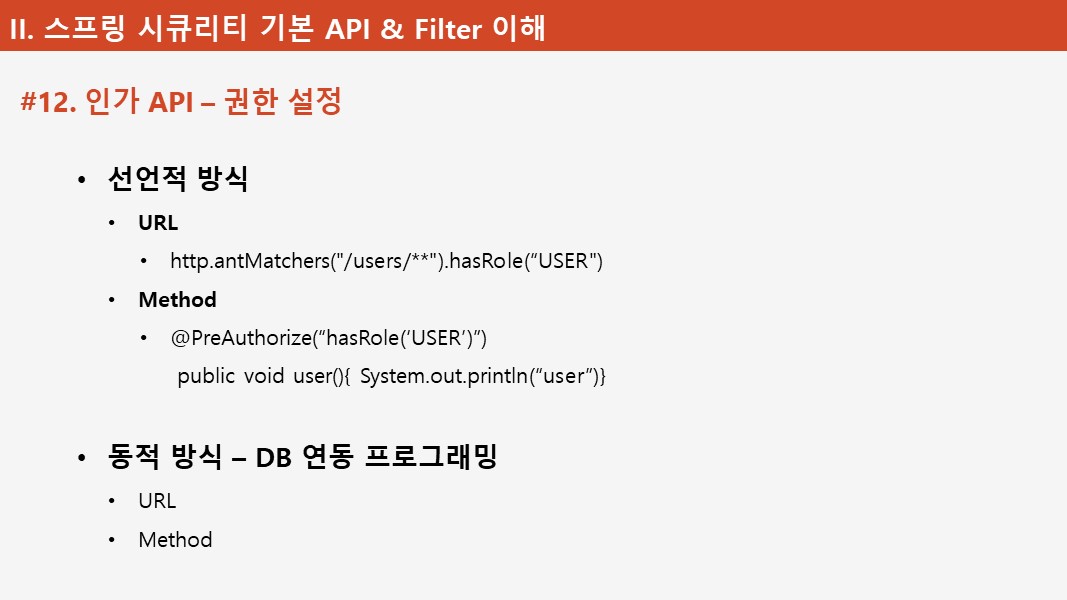 II. 스프링 시큐리티 기본 API & Filter 이해
#12. 인가 API – 권한 설정
• 선언적 방식
• URL
• http.antMatchers("/users/**").hasRole(“USER")
• Method
• @PreAuthorize(“hasRole(‘USER’)”)
public void user(){ System.out.println(“user”)}
• 동적 방식 – DB 연동 프로그래밍
• URL
• Method